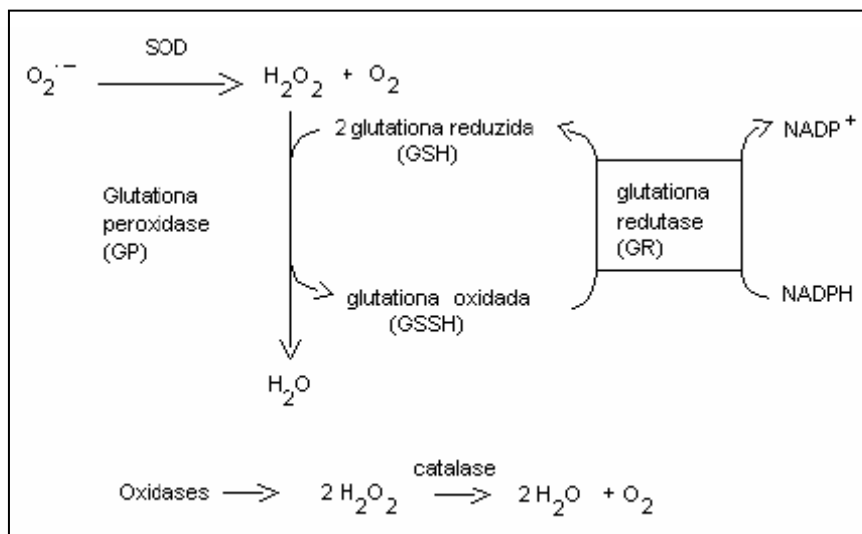 SOD
O₂˙⁻ → H₂O₂ + O₂
2 glutationa reduzida
(GSH)
NADP⁺
Glutationa
peroxidase
(GP)
glutationa
redutase
(GR)
glutationa oxidada
(GSSH)
NADPH
H₂O
catalase
Oxidases → 2 H₂O₂ → 2 H₂O + O₂